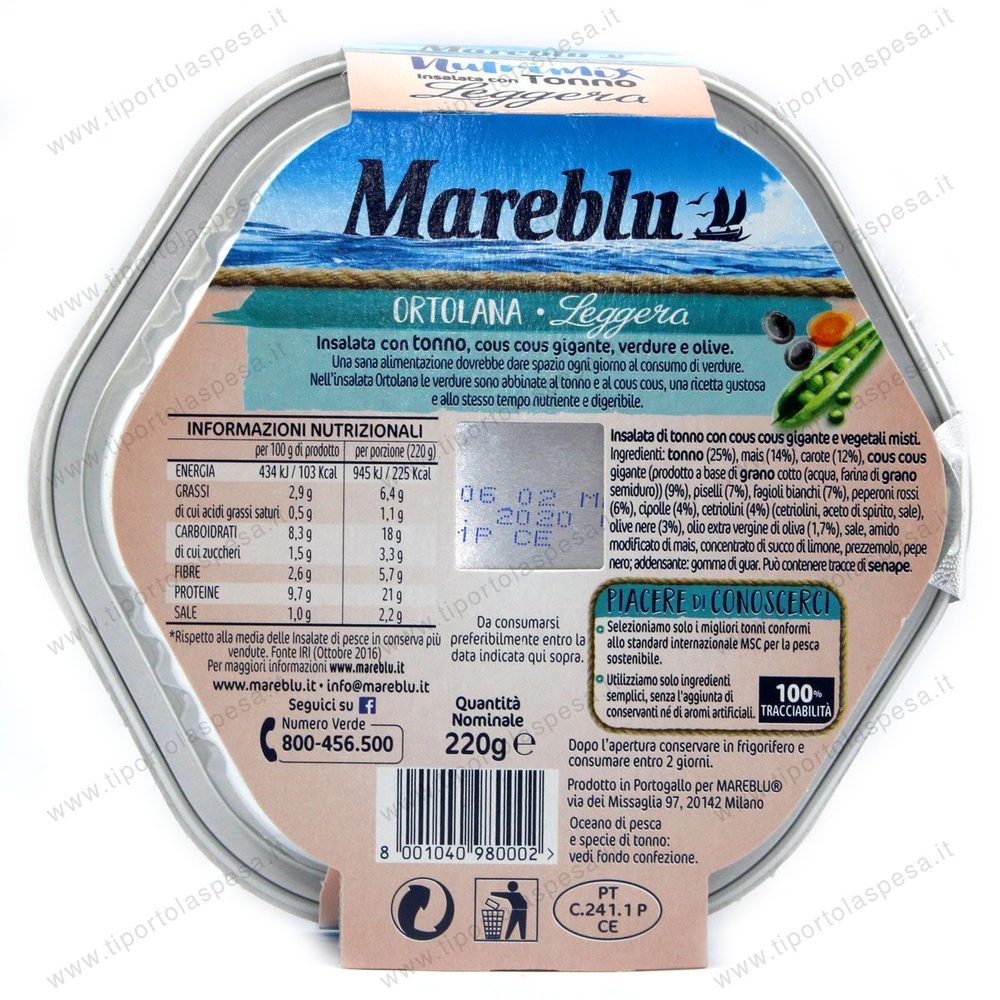 Mareblu
Nutrimix
Insalata con Tonno
Leggera
Mareblu
ORTOLANA • Leggera
Insalata con tonno, cous cous gigante, verdure e olive.
Una sana alimentazione dovrebbe dare spazio ogni giorno al consumo di verdure.
Nell'insalata Ortolana le verdure sono abbinate al tonno e al cous cous, una ricetta gustosa
e allo stesso tempo nutriente e digeribile.
INFORMAZIONI NUTRIZIONALI
per 100 g di prodotto per porzione (220 g)
ENERGIA 434 kJ / 103 Kcal 945 kJ / 225 Kcal
GRASSI 2,9 g 6,4 g
di cui acidi grassi saturi 0,5 g 1,1 g
CARBOIDRATI 8,3 g 18 g
di cui zuccheri 1,5 g 3,3 g
FIBRE 2,6 g 5,7 g
PROTEINE 9,7 g 21 g
SALE 1,0 g 2,2 g
*Rispetto alla media delle Insalate di pesce in conserva più
vendute. Fonte IRI (Ottobre 2016)
Per maggiori informazioni www.mareblu.it
www.mareblu.it • info@mareblu.it
Seguici su f
Numero Verde
800-456.500
06 02 M
2020
1P CE
Da consumarsi
preferibilmente entro la
data indicata qui sopra.
Quantità
Nominale
220g e
Insalata di tonno con cous cous gigante e vegetali misti.
Ingredienti: tonno (25%), mais (14%), carote (12%), cous cous
gigante (prodotto a base di grano cotto (acqua, farina di grano
semiduro)) (9%), piselli (7%), fagioli bianchi (7%), peperoni rossi
(6%), cipolle (4%), cetriolini (4%) (cetriolini, aceto di spirito, sale),
olive nere (3%), olio extra vergine di oliva (1,7%), sale, amido
modificato di mais, concentrato di succo di limone, prezzemolo, pepe
nero; addensante: gomma di guar. Può contenere tracce di senape.
PIACERE DI CONOSCERCI
Selezioniamo solo i migliori tonni conformi
allo standard internazionale MSC per la pesca
sostenibile.
Utilizziamo solo ingredienti
semplici, senza l'aggiunta di
conservanti né di aromi artificiali.
100%
TRACCIABILITÀ
Dopo l'apertura conservare in frigorifero e
consumare entro 2 giorni.
Prodotto in Portogallo per MAREBLU®
via dei Missaglia 97, 20142 Milano
Oceano di pesca
e specie di tonno:
vedi fondo confezione.
8 001040 980002 >
PT
C.241.1 P
CE
www.tiportolaspesa.it